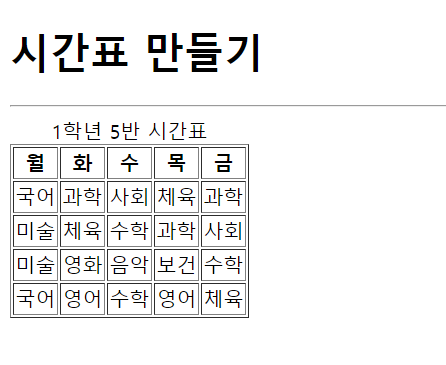 시간표 만들기
1학년 5반 시간표
월 화 수 목 금
국어 과학 사회 체육 과학
미술 체육 수학 과학 사회
미술 영화 음악 보건 수학
국어 영어 수학 영어 체육